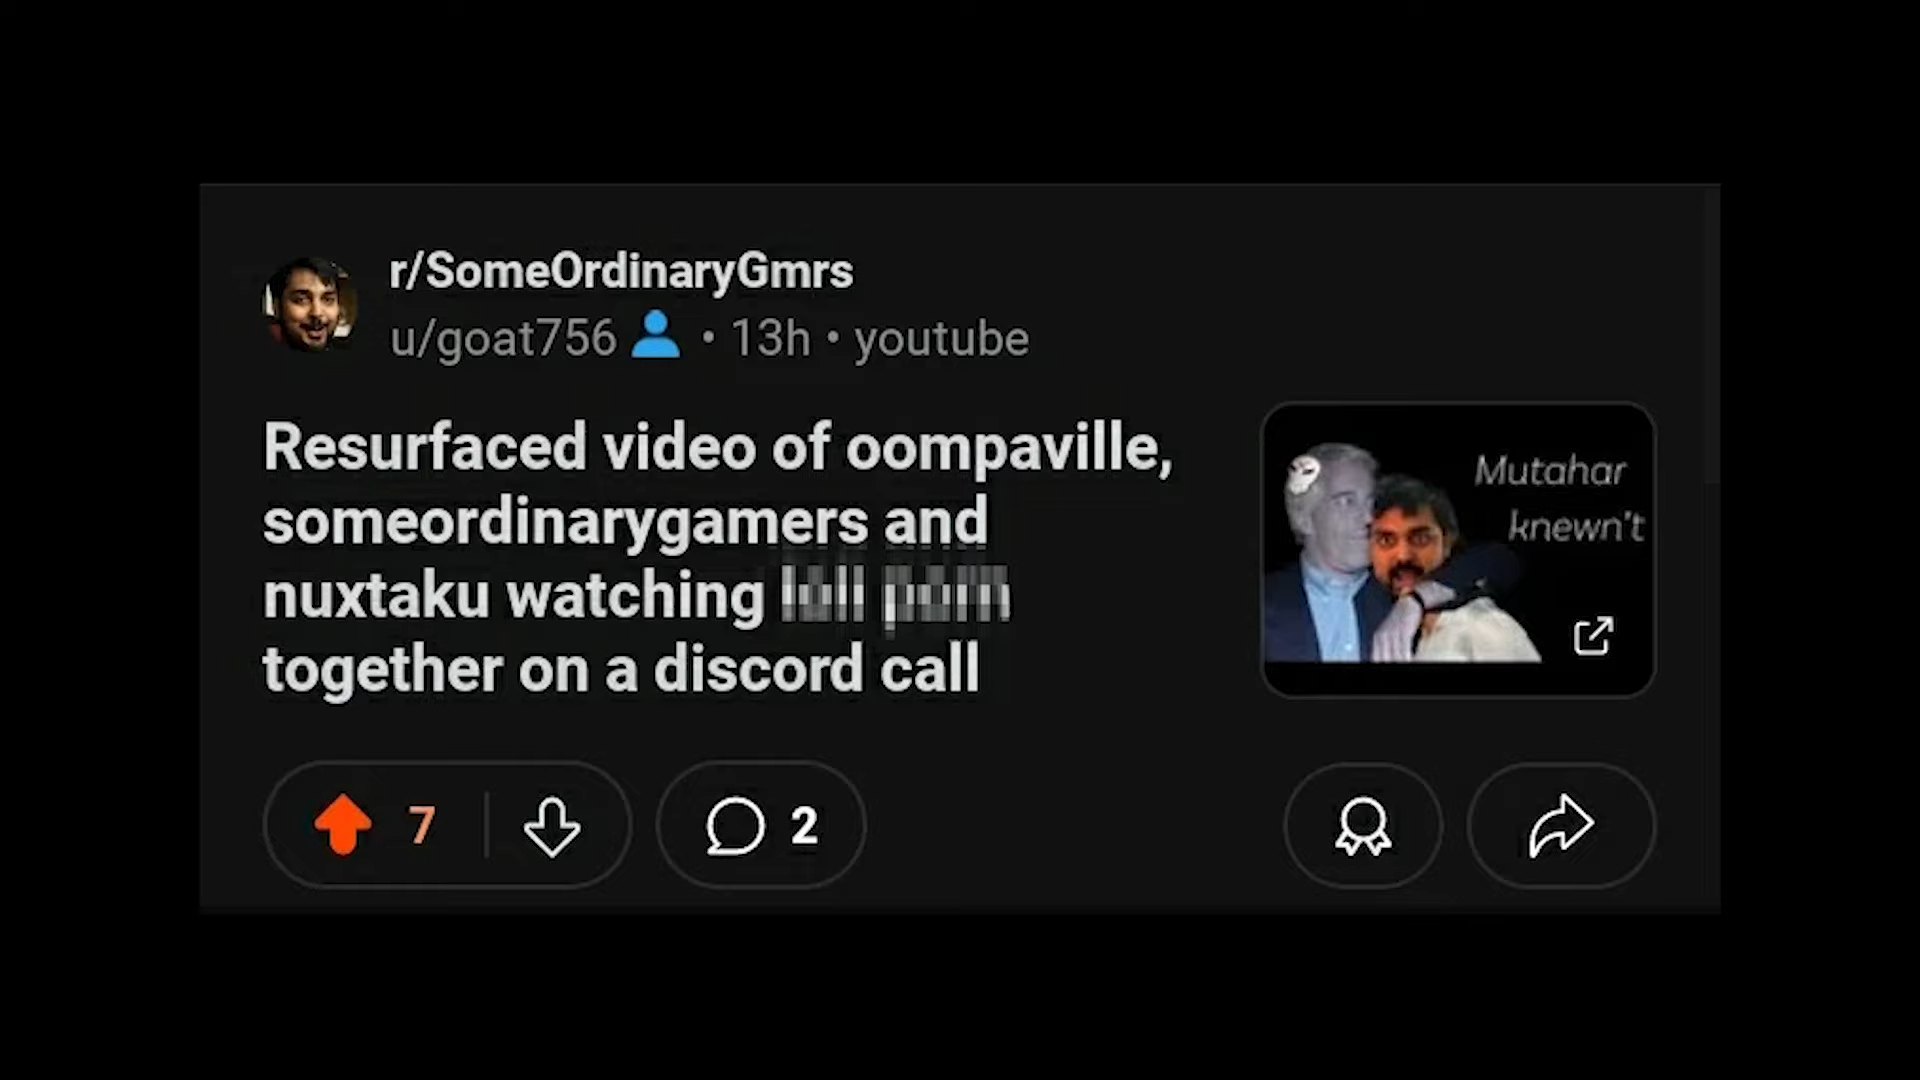 r/SomeOrdinaryGmrs
u/goat756 • 13h • youtube
Resurfaced video of oompaville,
someordinarygamers and
nuxtaku watching
together on a discord call
Mutahar
knewn't
7
2